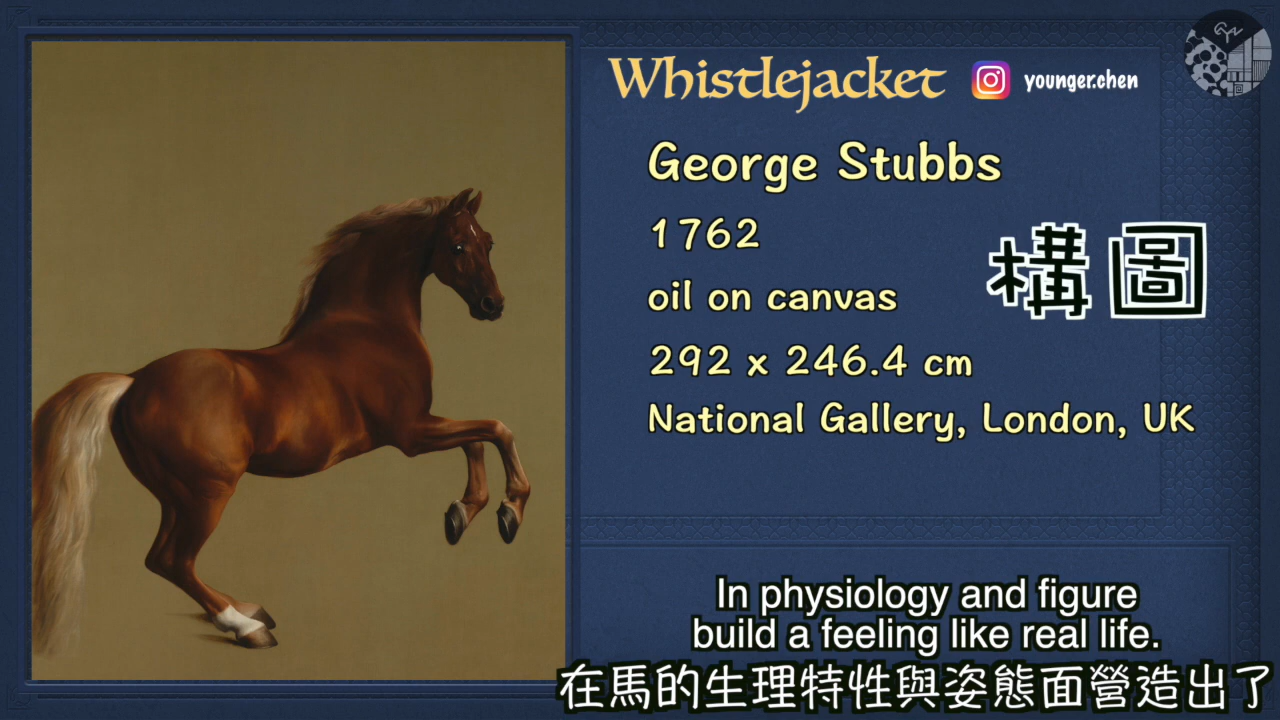 Whistlejacket
younger.chen
George Stubbs
1762
構圖
oil on canvas
292 x 246.4 cm
National Gallery, London, UK
In physiology and figure
build a feeling like real life.
在馬的生理特性與姿態面營造出了